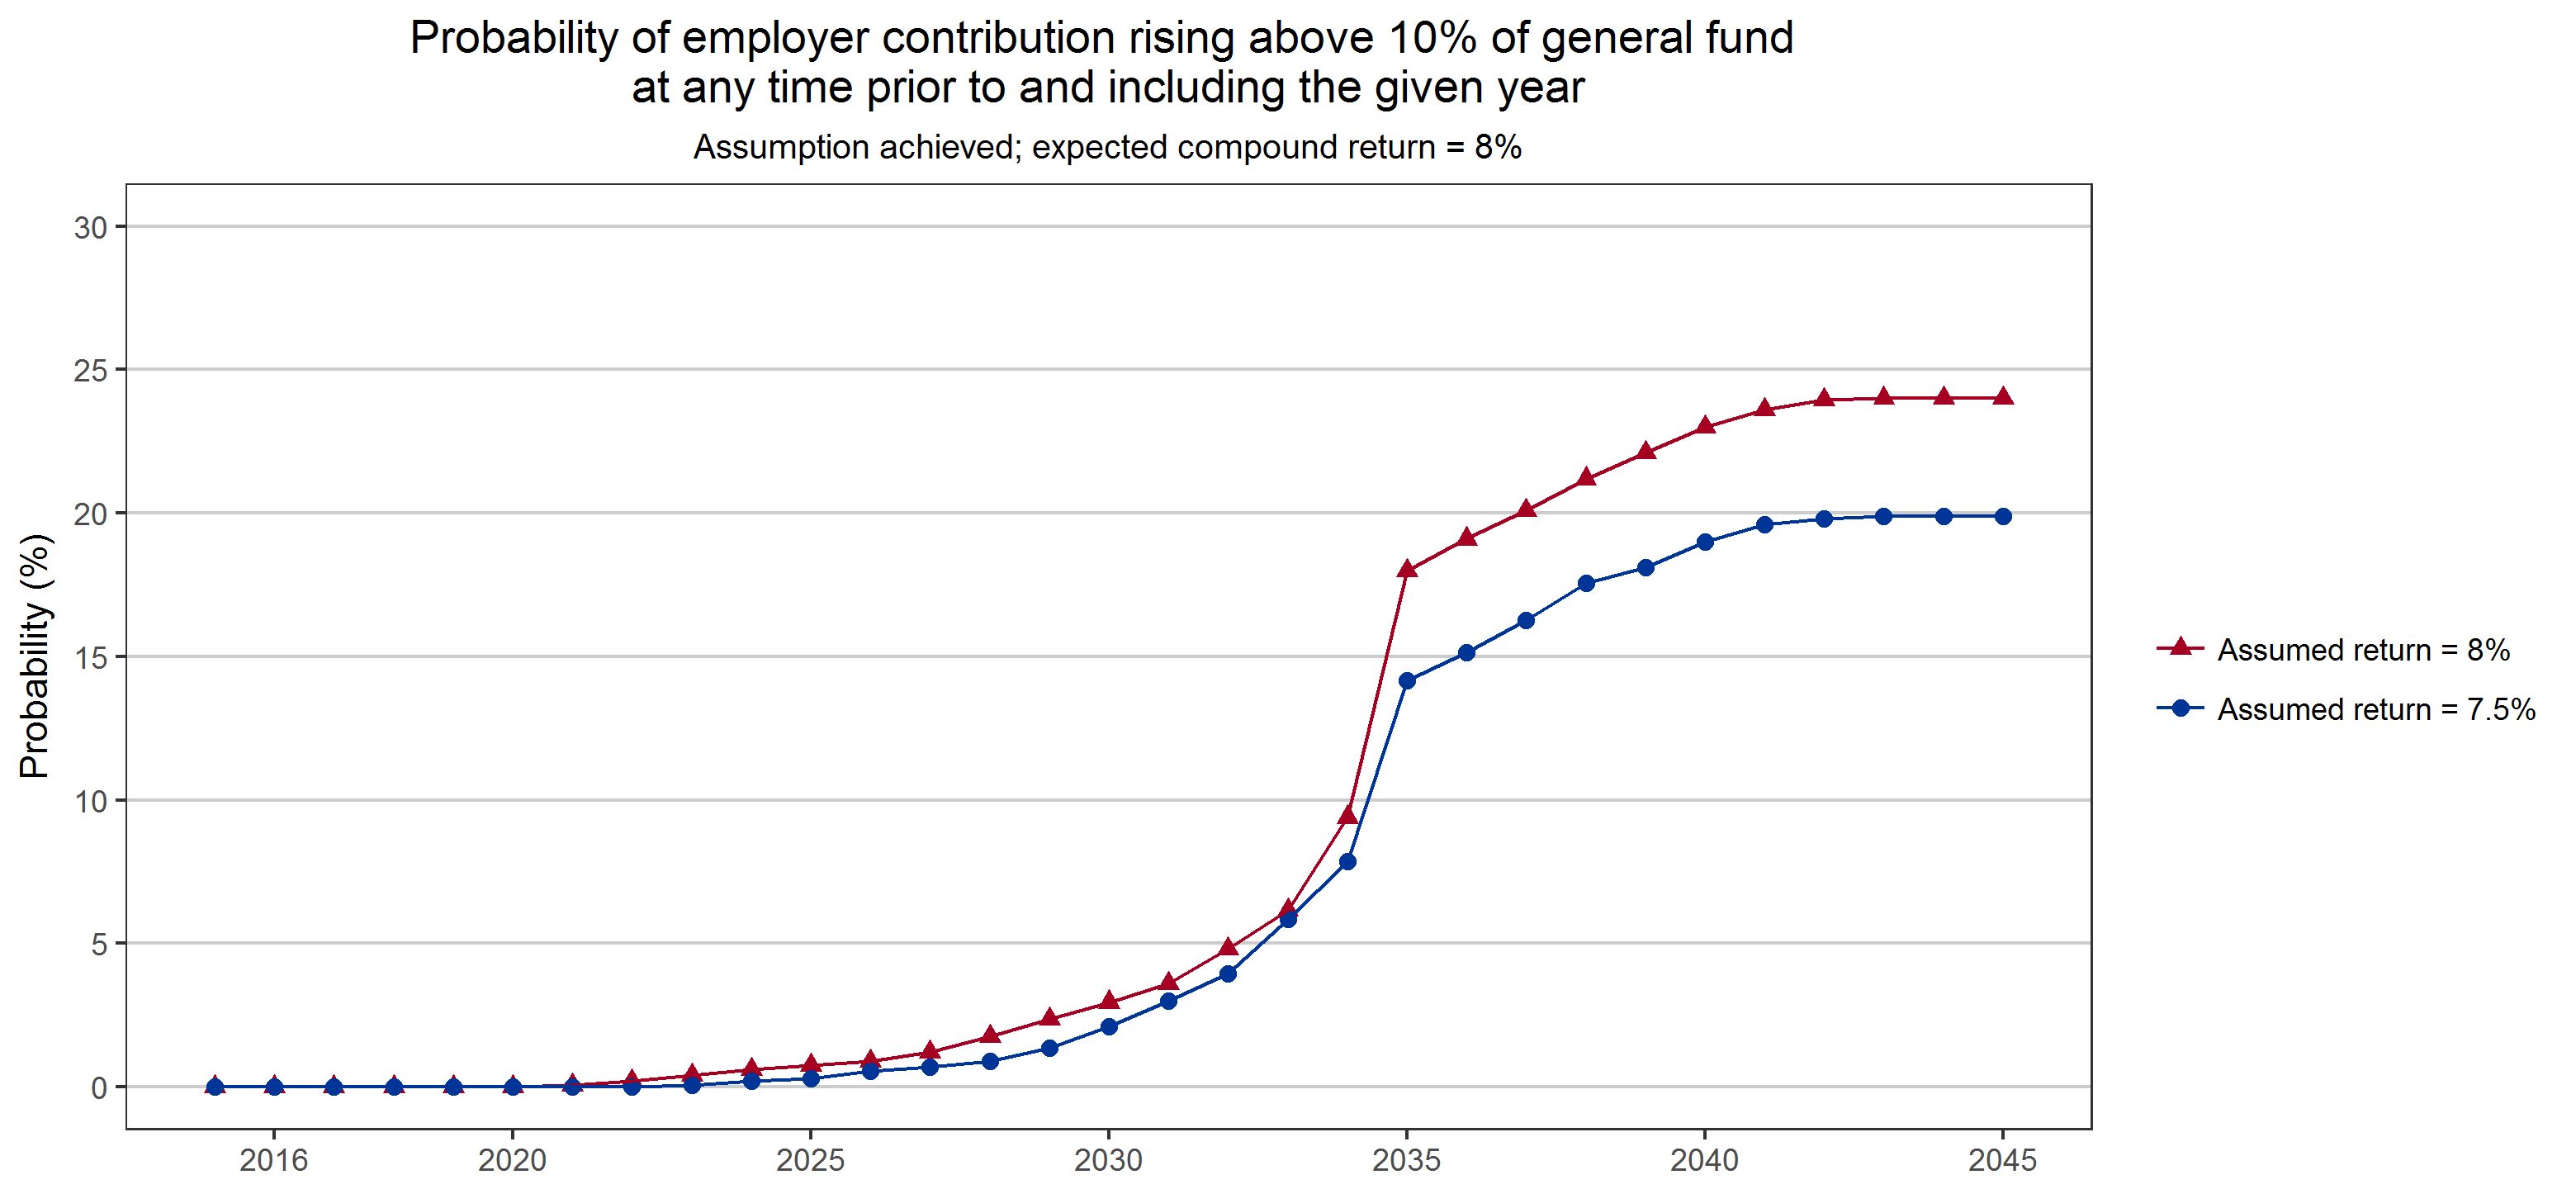 Probability of employer contribution rising above 10% of general fund
at any time prior to and including the given year
Assumption achieved; expected compound return = 8%
Probability (%)
30
25
20
15
10
5
0
2016
2020
2025
2030
2035
2040
2045
Assumed return = 8%
Assumed return = 7.5%